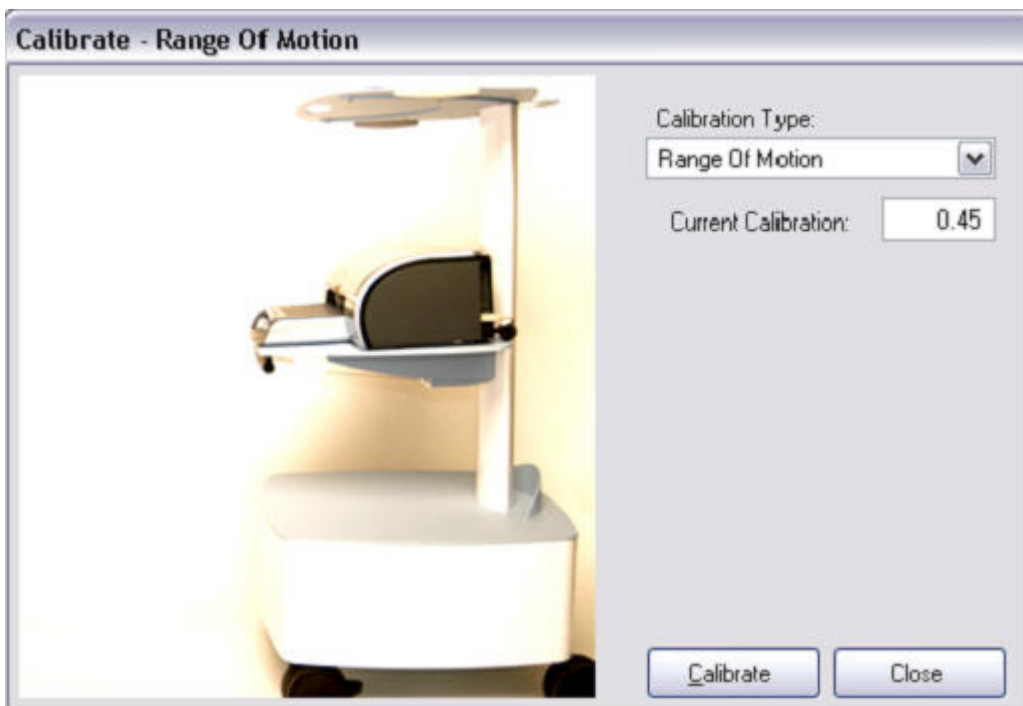 Calibrate - Range Of Motion
Calibration Type:
Range Of Motion
Current Calibration: 0.45
Calibrate Close